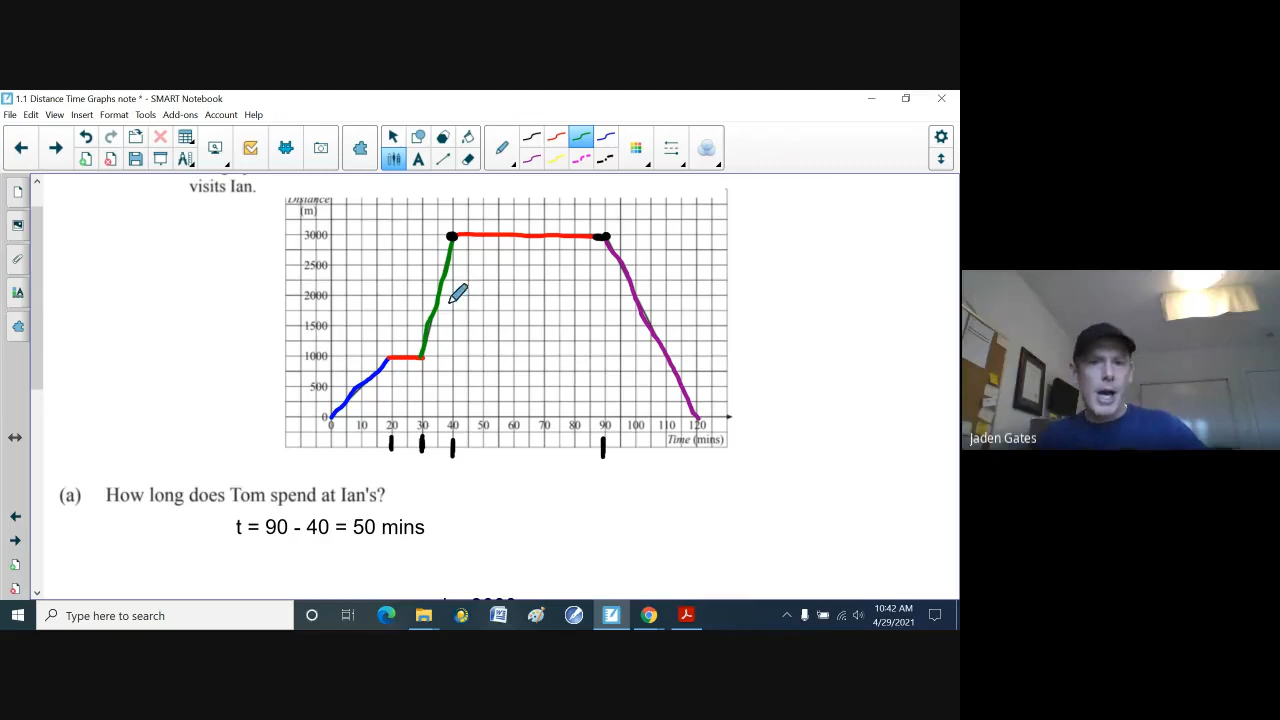 1.1 Distance Time Graphs note * - SMART Notebook
File Edit View Insert Format Tools Add-ons Account Help
visits Ian.
Distance
(m)
3000
2500
2000
1500
1000
500
0
0 10 20 30 40 50 60 70 80 90 100 110 120
Time (mins)
Jaden Gates
(a) How long does Tom spend at Ian's?
t = 90 - 40 = 50 mins
Type here to search
10:42 AM
4/29/2021